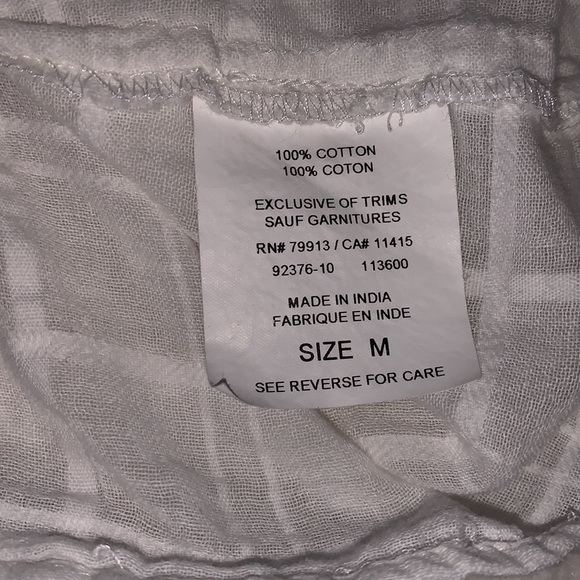 100% COTTON
100% COTON
EXCLUSIVE OF TRIMS
SAUF GARNITURES
RN# 79913 / CA# 11415
92376-10 113600
MADE IN INDIA
FABRIQUE EN INDE
SIZE M
SEE REVERSE FOR CARE